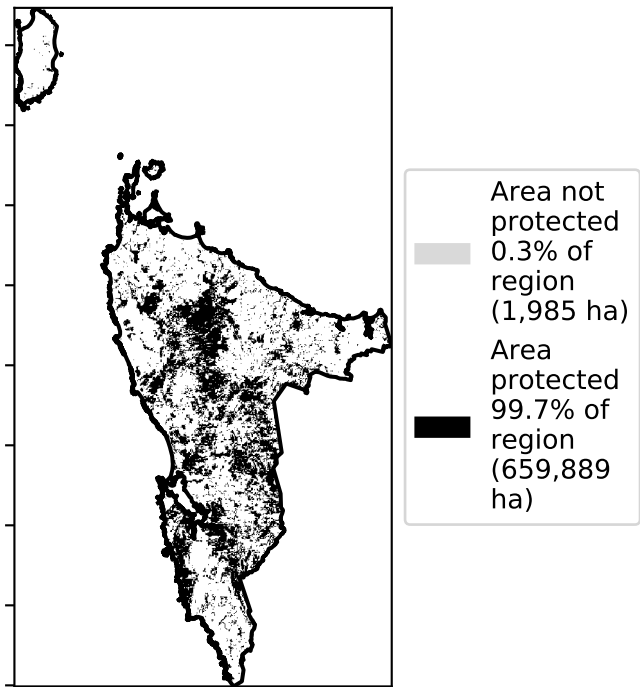 Area not
protected
0.3% of
region
(1,985 ha)
Area
protected
99.7% of
region
(659,889
ha)